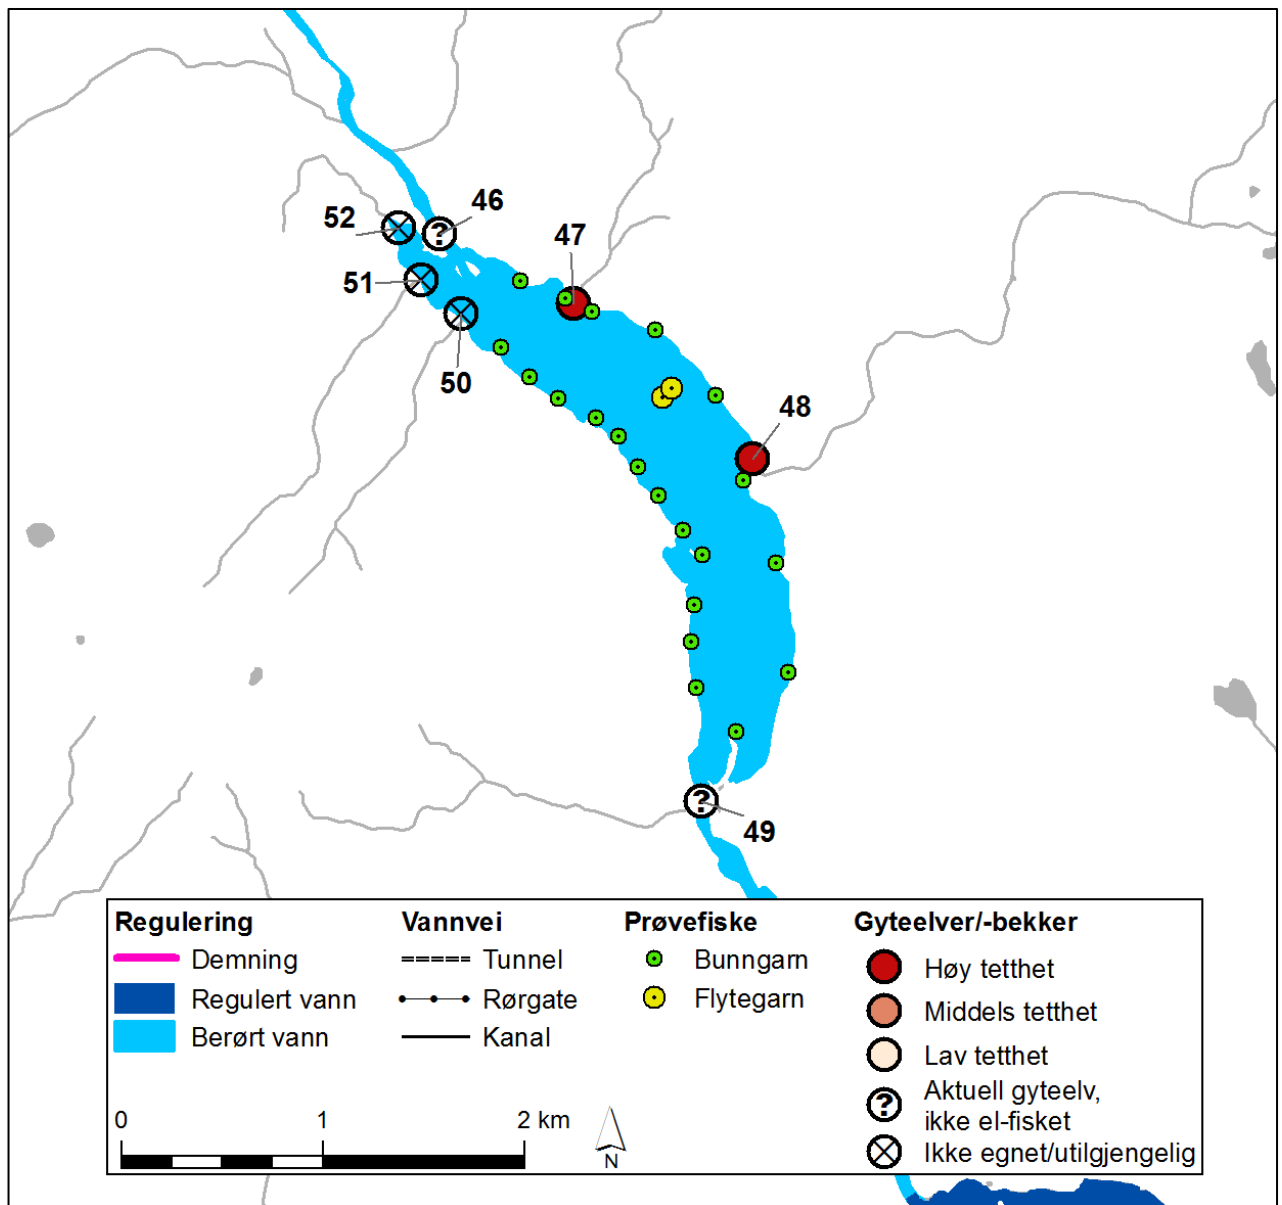 46
52
47
51
50
48
49
Regulering
Demning
Regulert vann
Berørt vann
Vannvei
Tunnel
Rørgate
Kanal
Prøvefiske
Bunngarn
Flytegarn
Gyteelver/-bekker
Høy tetthet
Middels tetthet
Lav tetthet
? Aktuell gyteelv,
ikke el-fisket
Ikke egnet/utilgjengelig
0 1 2 km
N